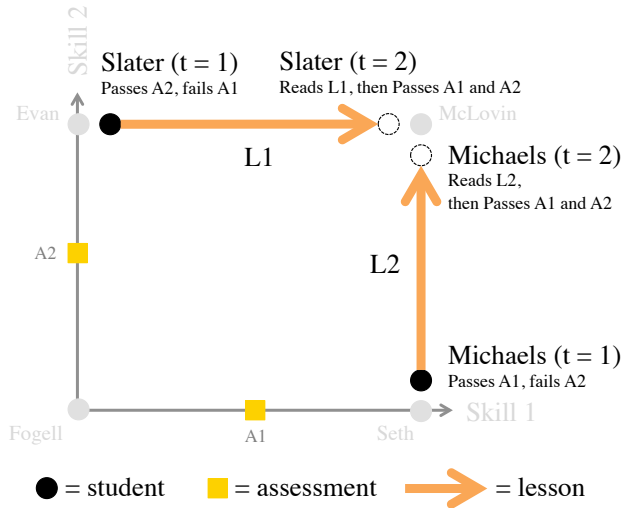 Skill 2
Slater (t = 1)
Passes A2, fails A1
Slater (t = 2)
Reads L1, then Passes A1 and A2
Evan
McLovin
L1
Michaels (t = 2)
Reads L2,
then Passes A1 and A2
A2
L2
Michaels (t = 1)
Passes A1, fails A2
Skill 1
Fogell
A1
Seth
= student
= assessment
= lesson